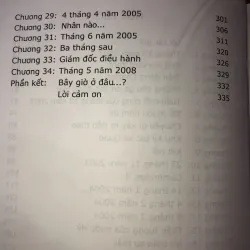 Chương 29: 4 tháng 4 năm 2005 301
Chương 30: Nhân nào... 306
Chương 31: Tháng 6 năm 2005 311
Chương 32: Ba tháng sau 320
Chương 33: Giám đốc điều hành 326
Chương 34: Tháng 5 năm 2008 329
Phần kết: Bây giờ ở đâu...? 332
Lời cảm ơn 335